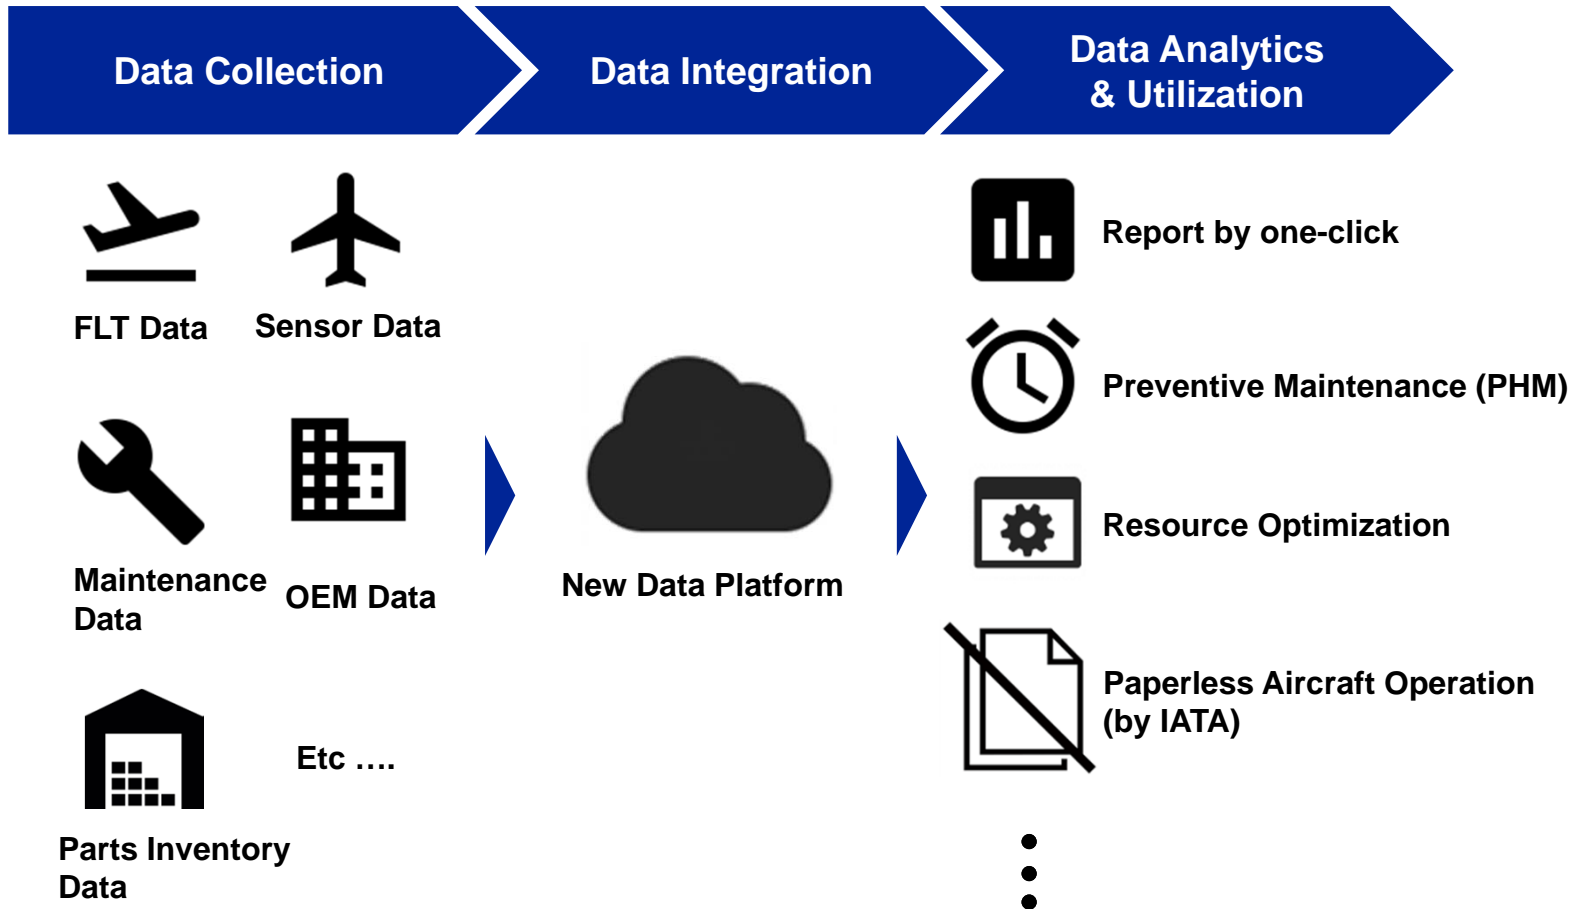 Data Collection
Data Integration
Data Analytics
& Utilization
FLT Data
Sensor Data
Maintenance
Data
OEM Data
Parts Inventory
Data
Etc ….
New Data Platform
Report by one-click
Preventive Maintenance (PHM)
Resource Optimization
Paperless Aircraft Operation
(by IATA)